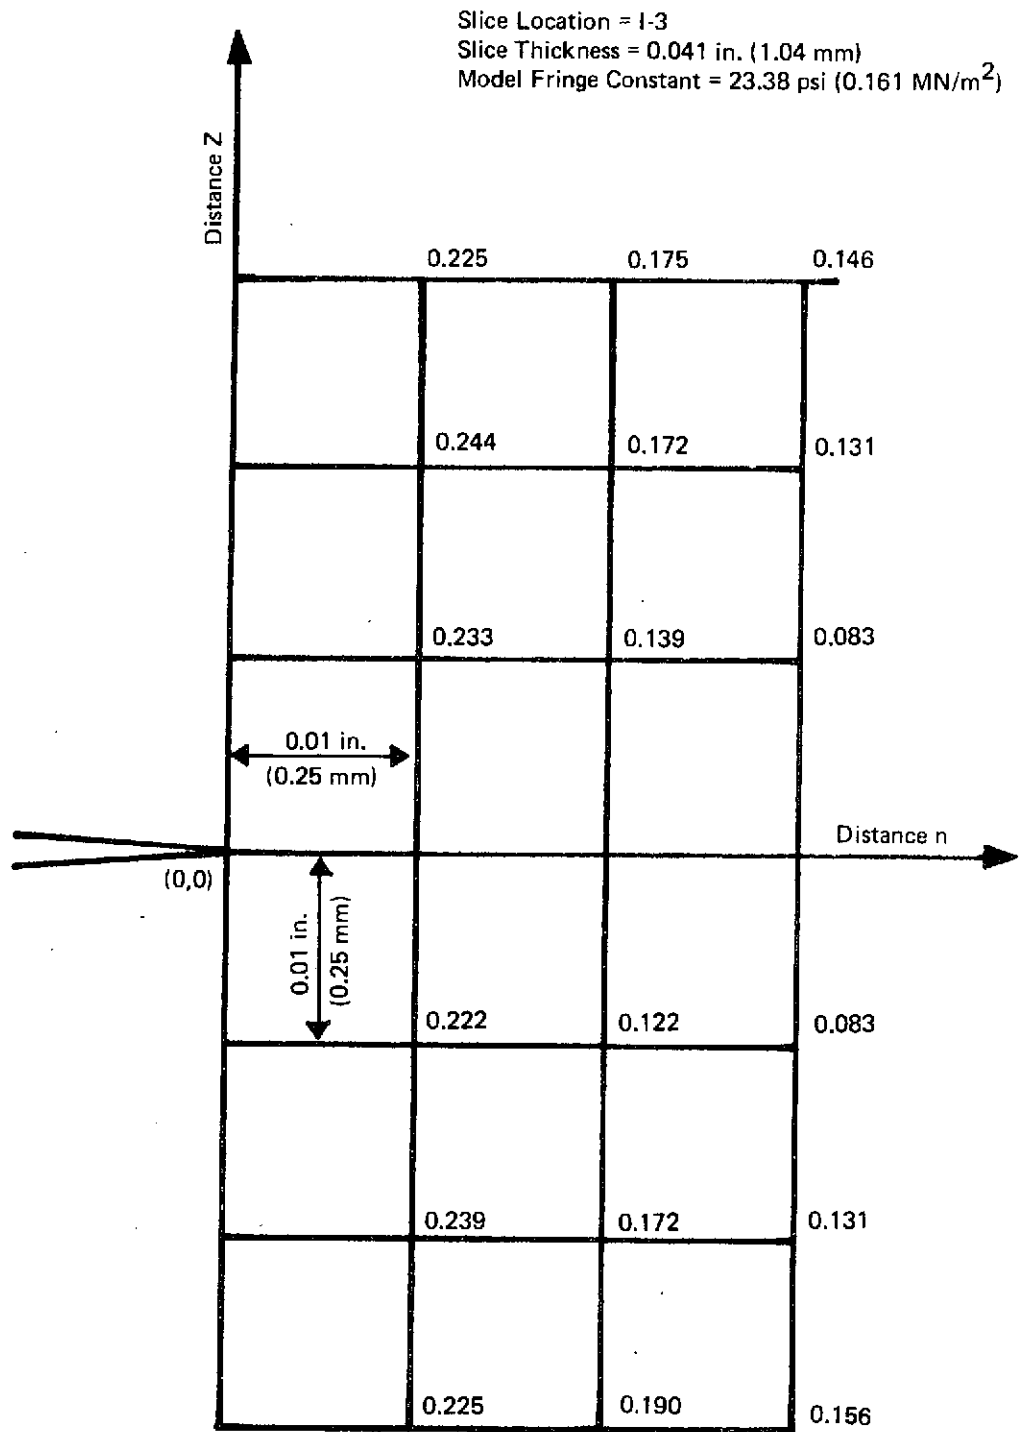 Slice Location = I-3
Slice Thickness = 0.041 in. (1.04 mm)
Model Fringe Constant = 23.38 psi (0.161 MN/m²)
Distance Z
0.225 0.175 0.146
0.244 0.172 0.131
0.233 0.139 0.083
0.01 in.
(0.25 mm)
Distance n
(0,0)
0.01 in.
(0.25 mm)
0.222 0.122 0.083
0.239 0.172 0.131
0.225 0.190 0.156